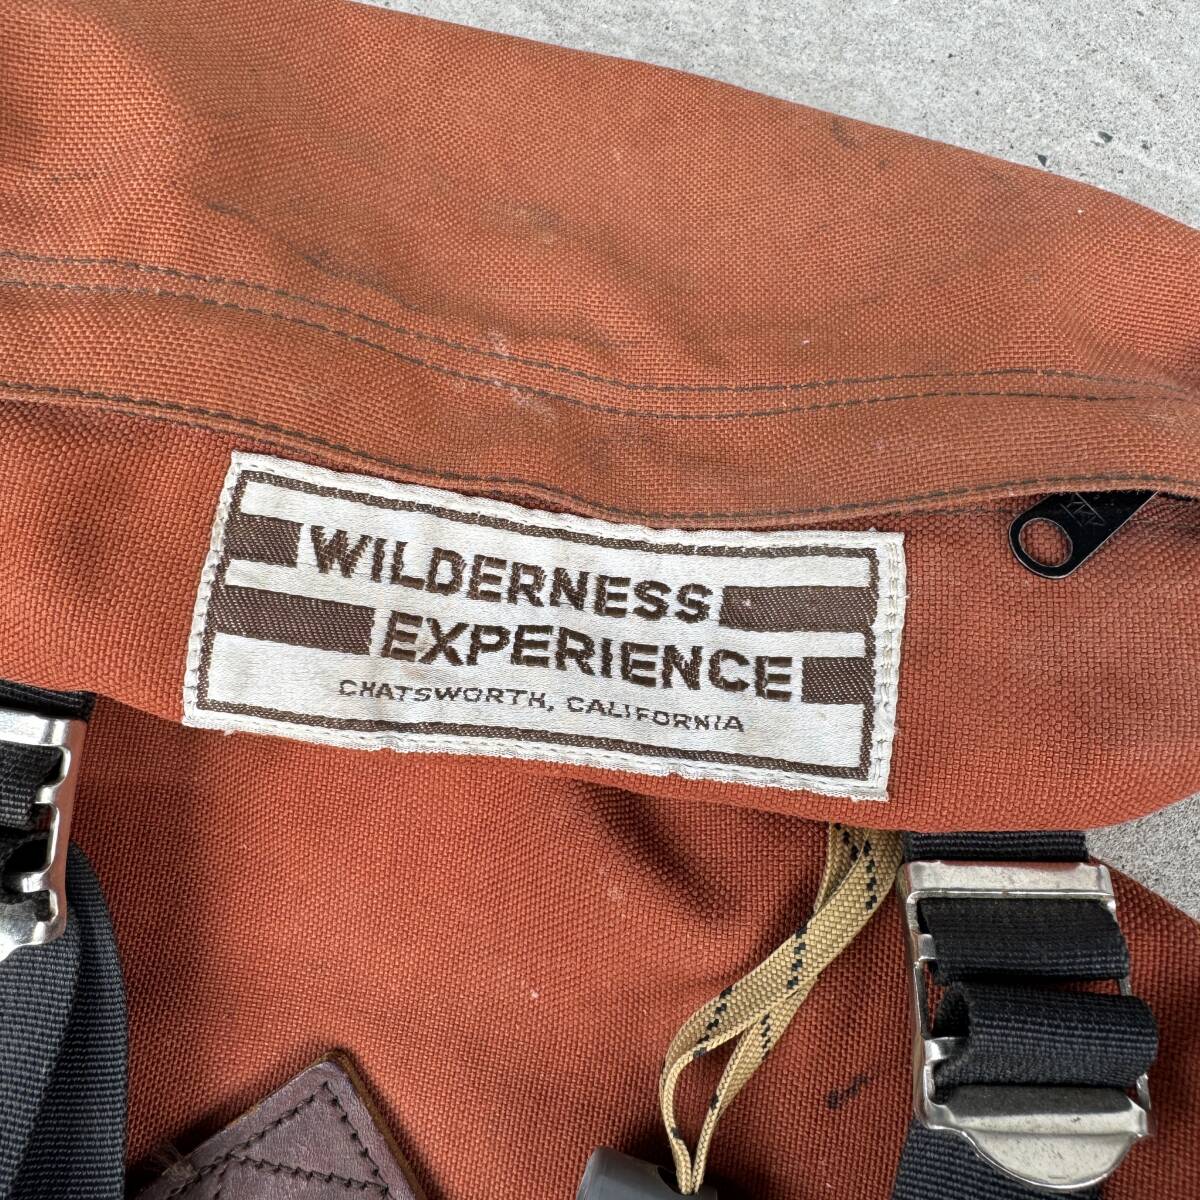 WILDERNESS
EXPERIENCE
CHATSWORTH, CALIFORNIA